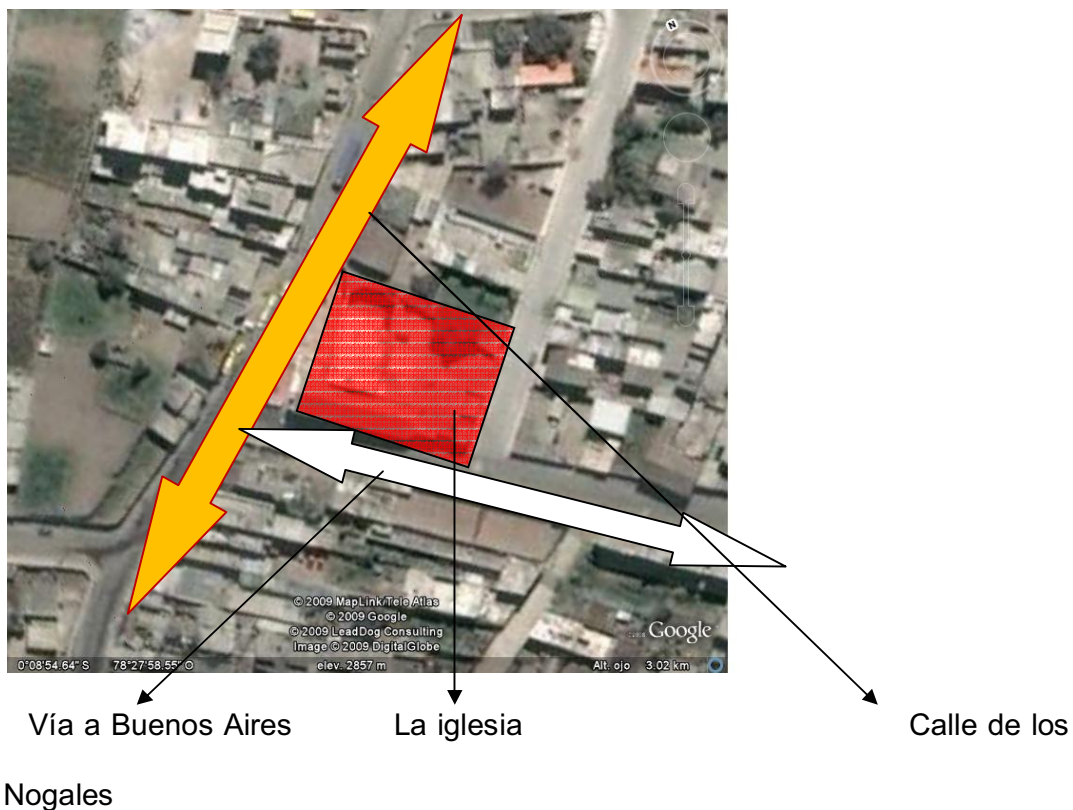 N
© 2009 MapLink/Tele Atlas
© 2009 Google
© 2009 LeadDog Consulting
Image © 2009 DigitalGlobe
Google
0°08'54.64" S 78°27'58.55" O elev. 2857 m Alt. ojo 3.02 km
Vía a Buenos Aires La iglesia Calle de los
Nogales